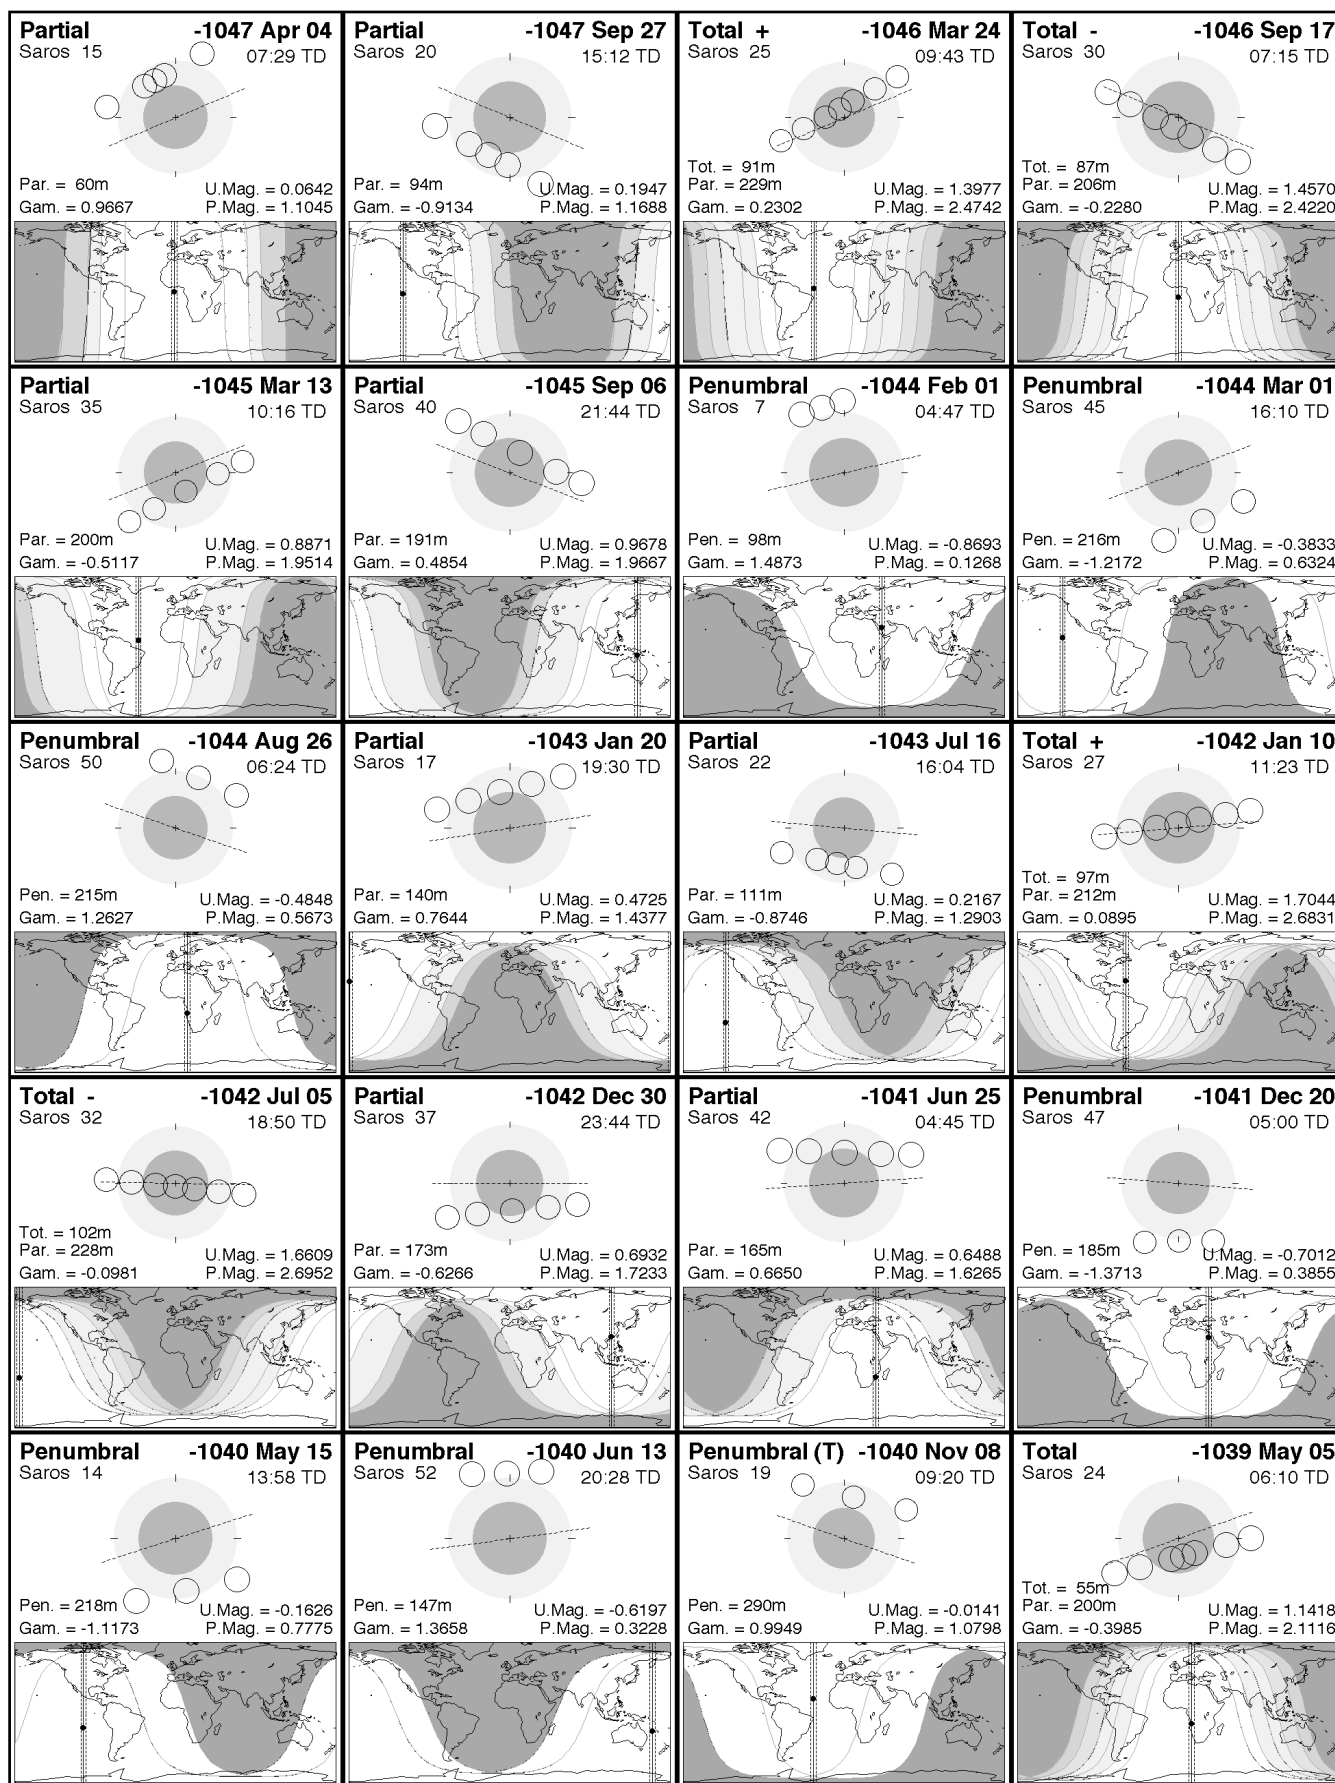 Partial -1047 Apr 04
Saros 15 07:29 TD
Par. = 60m U.Mag. = 0.0642
Gam. = 0.9667 P.Mag. = 1.1045
Partial -1047 Sep 27
Saros 20 15:12 TD
Par. = 94m U.Mag. = 0.1947
Gam. = -0.9134 P.Mag. = 1.1688
Total + -1046 Mar 24
Saros 25 09:43 TD
Tot. = 91m
Par. = 229m U.Mag. = 1.3977
Gam. = 0.2302 P.Mag. = 2.4742
Total - -1046 Sep 17
Saros 30 07:15 TD
Tot. = 87m
Par. = 206m U.Mag. = 1.4570
Gam. = -0.2280 P.Mag. = 2.4220
Partial -1045 Mar 13
Saros 35 10:16 TD
Par. = 200m U.Mag. = 0.8871
Gam. = -0.5117 P.Mag. = 1.9514
Partial -1045 Sep 06
Saros 40 21:44 TD
Par. = 191m U.Mag. = 0.9678
Gam. = 0.4854 P.Mag. = 1.9667
Penumbral -1044 Feb 01
Saros 7 04:47 TD
Pen. = 98m U.Mag. = -0.8693
Gam. = 1.4873 P.Mag. = 0.1268
Penumbral -1044 Mar 01
Saros 45 16:10 TD
Pen. = 216m U.Mag. = -0.3833
Gam. = -1.2172 P.Mag. = 0.6324
Penumbral -1044 Aug 26
Saros 50 06:24 TD
Pen. = 215m U.Mag. = -0.4848
Gam. = 1.2627 P.Mag. = 0.5673
Partial -1043 Jan 20
Saros 17 19:30 TD
Par. = 140m U.Mag. = 0.4725
Gam. = 0.7644 P.Mag. = 1.4377
Partial -1043 Jul 16
Saros 22 16:04 TD
Par. = 111m U.Mag. = 0.2167
Gam. = -0.8746 P.Mag. = 1.2903
Total + -1042 Jan 10
Saros 27 11:23 TD
Tot. = 97m
Par. = 212m U.Mag. = 1.7044
Gam. = 0.0895 P.Mag. = 2.6831
Total - -1042 Jul 05
Saros 32 18:50 TD
Tot. = 102m
Par. = 228m U.Mag. = 1.6609
Gam. = -0.0981 P.Mag. = 2.6952
Partial -1042 Dec 30
Saros 37 23:44 TD
Par. = 173m U.Mag. = 0.6932
Gam. = -0.6266 P.Mag. = 1.7233
Partial -1041 Jun 25
Saros 42 04:45 TD
Par. = 165m U.Mag. = 0.6488
Gam. = 0.6650 P.Mag. = 1.6265
Penumbral -1041 Dec 20
Saros 47 05:00 TD
Pen. = 185m U.Mag. = -0.7012
Gam. = -1.3713 P.Mag. = 0.3855
Penumbral -1040 May 15
Saros 14 13:58 TD
Pen. = 218m U.Mag. = -0.1626
Gam. = -1.1173 P.Mag. = 0.7775
Penumbral -1040 Jun 13
Saros 52 20:28 TD
Pen. = 147m U.Mag. = -0.6197
Gam. = 1.3658 P.Mag. = 0.3228
Penumbral (T) -1040 Nov 08
Saros 19 09:20 TD
Pen. = 290m U.Mag. = -0.0141
Gam. = 0.9949 P.Mag. = 1.0798
Total -1039 May 05
Saros 24 06:10 TD
Tot. = 55m
Par. = 200m U.Mag. = 1.1418
Gam. = -0.3985 P.Mag. = 2.1116